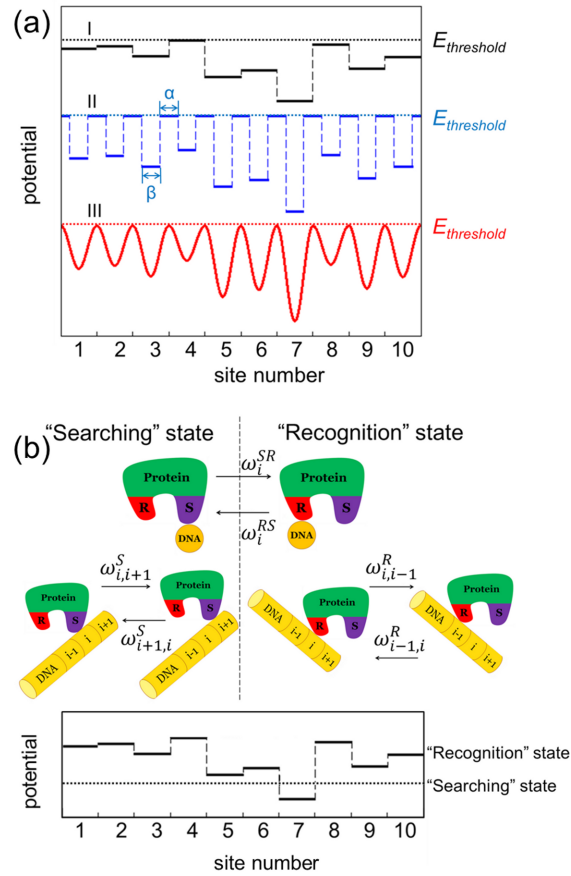 (a)
I
E_threshold
II
α
E_threshold
β
III
E_threshold
potential
1 2 3 4 5 6 7 8 9 10
site number
(b)
“Searching” state
“Recognition” state
ω_i^{SR}
Protein
R S
DNA
Protein
R S
DNA
ω_i^{RS}
ω_{i,i+1}^S
Protein
R S
DNA i-1 i i+1
Protein
R S
DNA i-1 i i+1
ω_{i+1,i}^S
ω_{i,i-1}^R
Protein
R S
DNA i-1 i i+1
Protein
R S
DNA i-1 i i+1
ω_{i-1,i}^R
potential
“Recognition” state
“Searching” state
1 2 3 4 5 6 7 8 9 10
site number